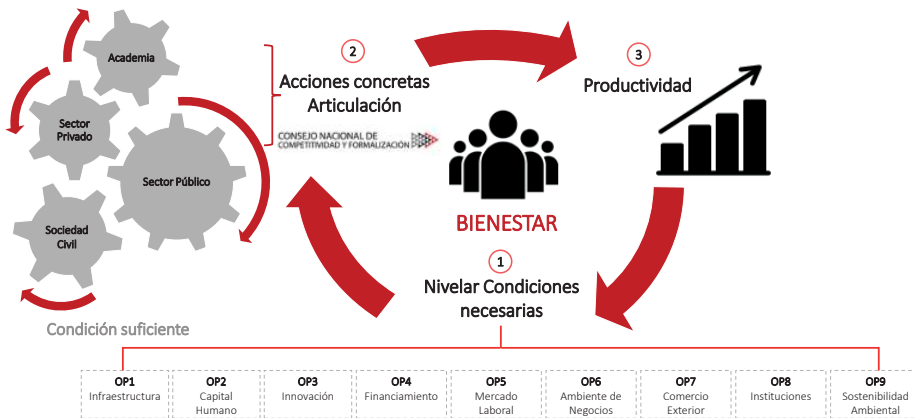 Academia
Sector
Privado
Sector Público
Sociedad
Civil
Condición suficiente
2
Acciones concretas
Articulación
CONSEJO NACIONAL DE
COMPETITIVIDAD Y FORMALIZACIÓN
3
Productividad
BIENESTAR
1
Nivelar Condiciones
necesarias
OP1
Infraestructura
OP2
Capital
Humano
OP3
Innovación
OP4
Financiamiento
OP5
Mercado
Laboral
OP6
Ambiente de
Negocios
OP7
Comercio
Exterior
OP8
Instituciones
OP9
Sostenibilidad
Ambiental